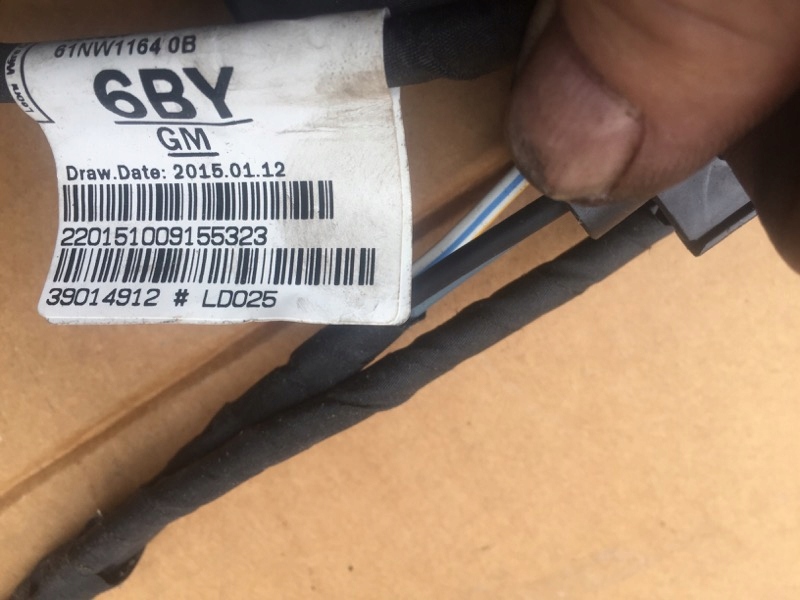 61NW1164 0B
6BY
GM
Draw.Date: 2015.01.12
220151009155323
39014912 # LD025